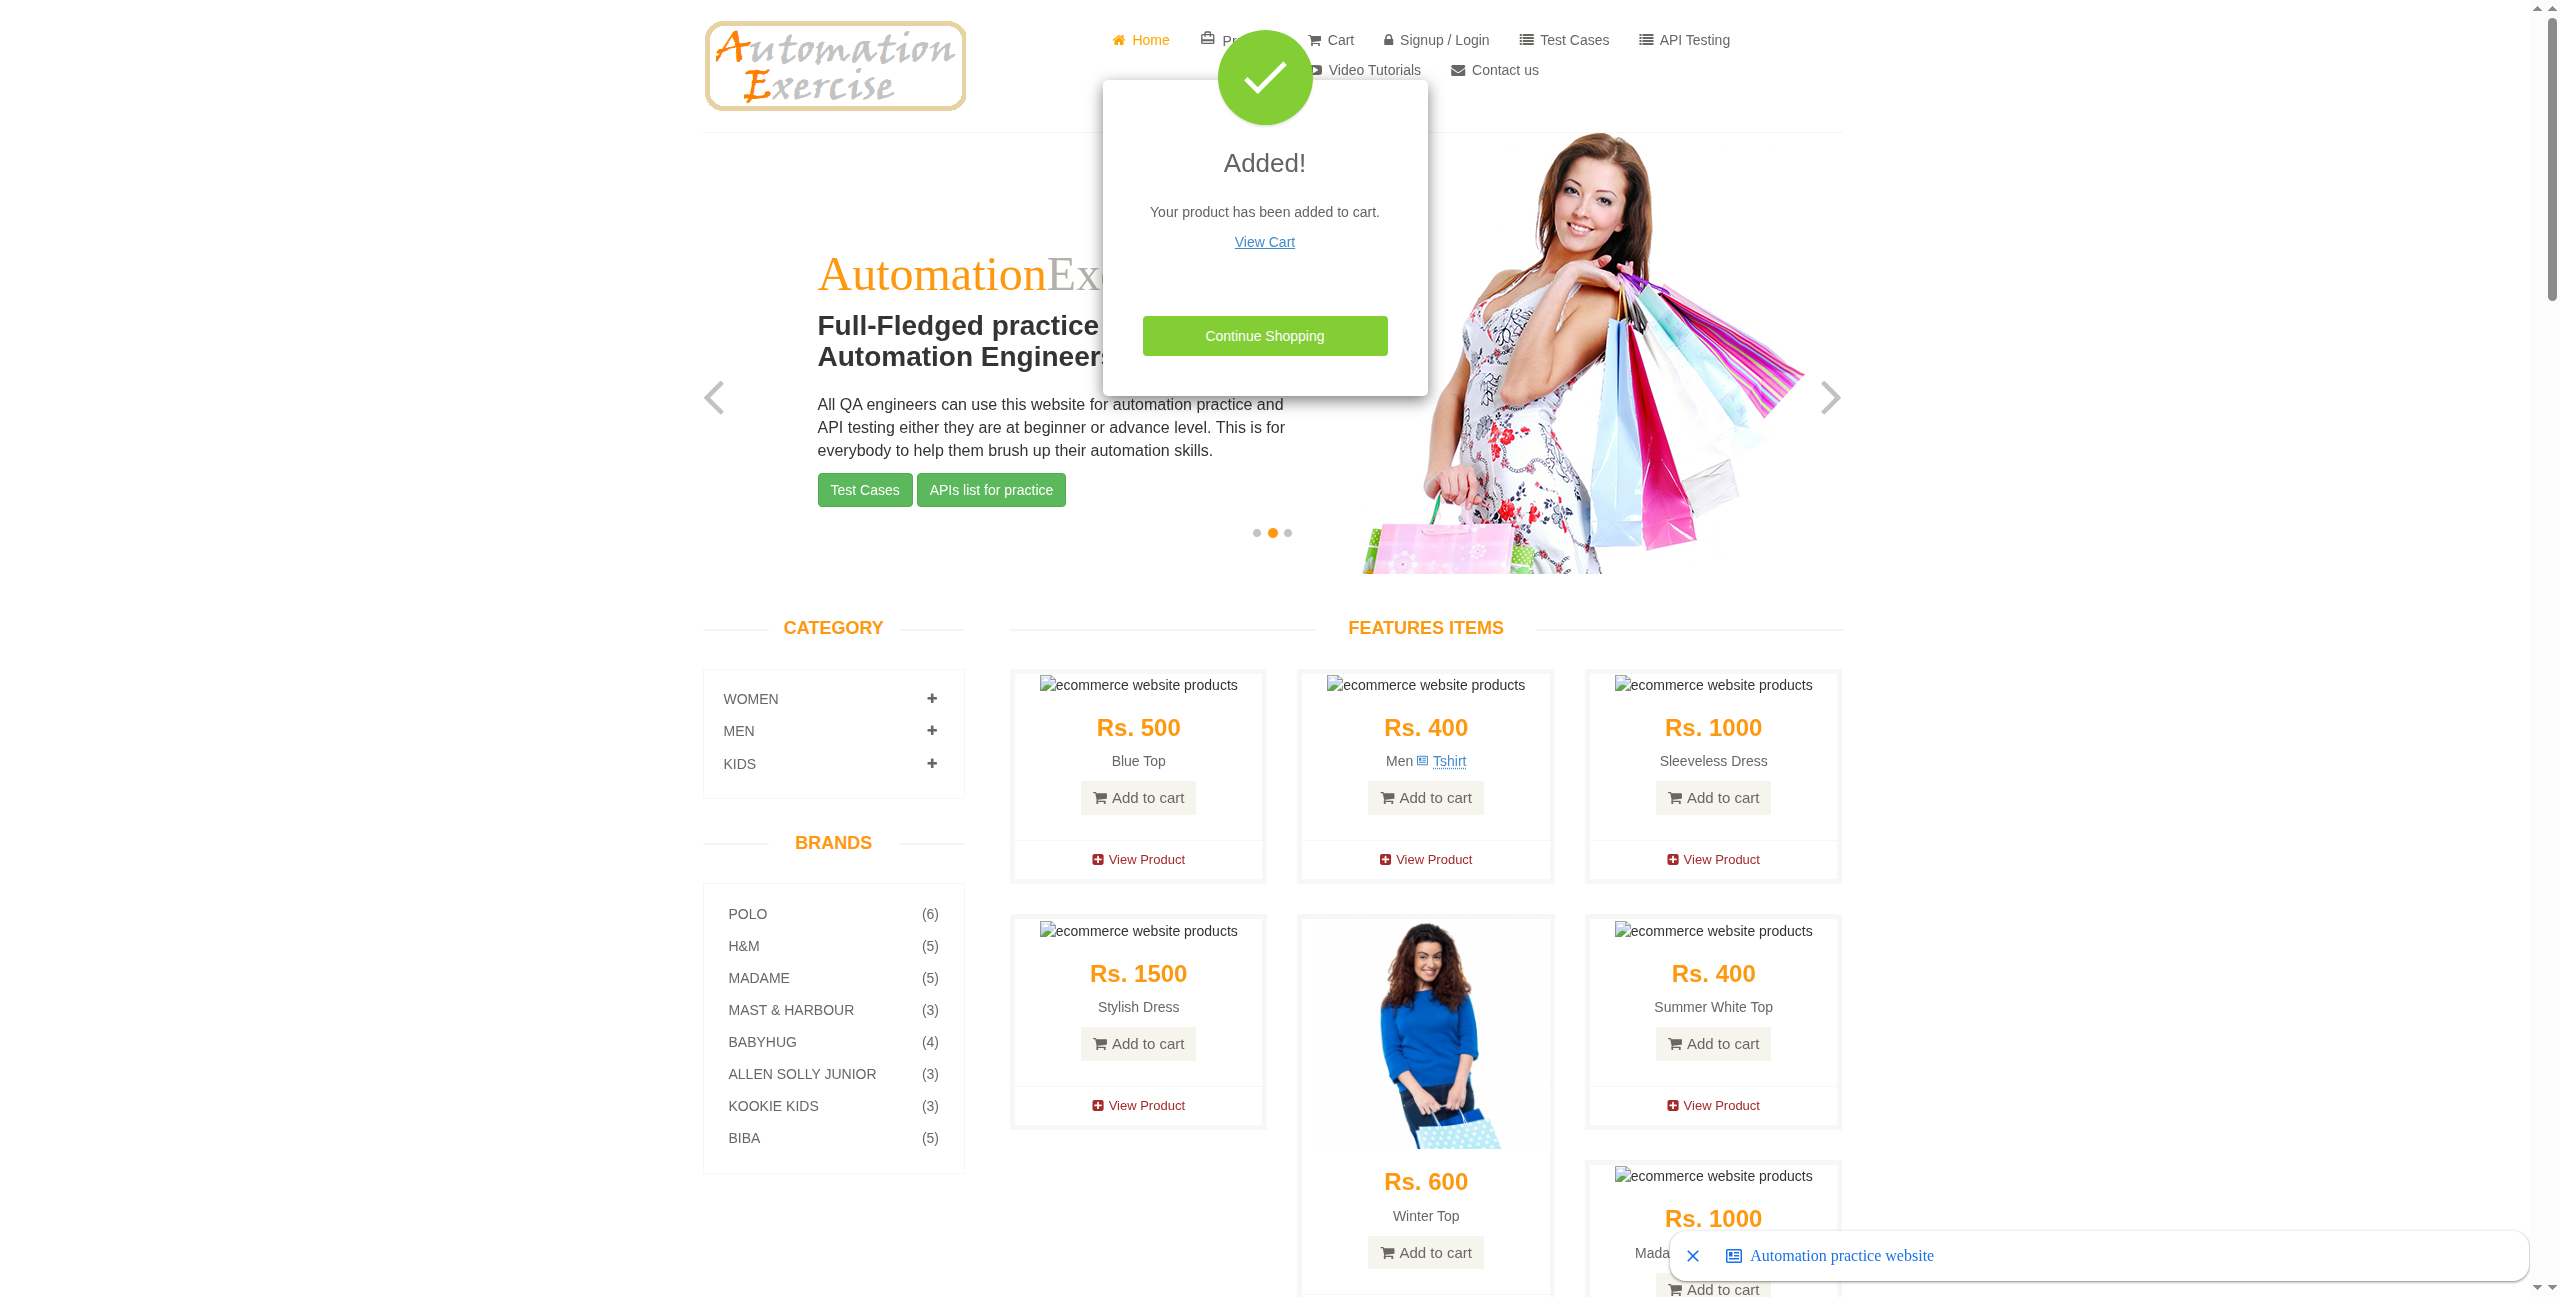 Automation
Exercise
Home
Cart
Signup / Login
Test Cases
API Testing
Video Tutorials
Contact us
Added!
Your product has been added to cart.
View Cart
Continue Shopping
Automation
Full-Fledged practice
Automation
All QA engineers can use this website for automation practice and
API testing either they are at beginner or advance level. This is for
everybody to help them brush up their automation skills.
Test Cases
APIs list for practice
CATEGORY
WOMEN
MEN
KIDS
BRANDS
POLO (6)
H&M (5)
MADAME (5)
MAST & HARBOUR (3)
BABYHUG (4)
ALLEN SOLLY JUNIOR (3)
KOOKIE KIDS (3)
BIBA (5)
FEATURES ITEMS
ecommerce website products
Rs. 500
Blue Top
Add to cart
View Product
ecommerce website products
Rs. 400
Men Tshirt
Add to cart
View Product
ecommerce website products
Rs. 1000
Sleeveless Dress
Add to cart
View Product
ecommerce website products
Rs. 1500
Stylish Dress
Add to cart
View Product
Rs. 600
Winter Top
Add to cart
ecommerce website products
Rs. 400
Summer White Top
Add to cart
View Product
ecommerce website products
Rs. 1000
Add to cart
Automation practice website